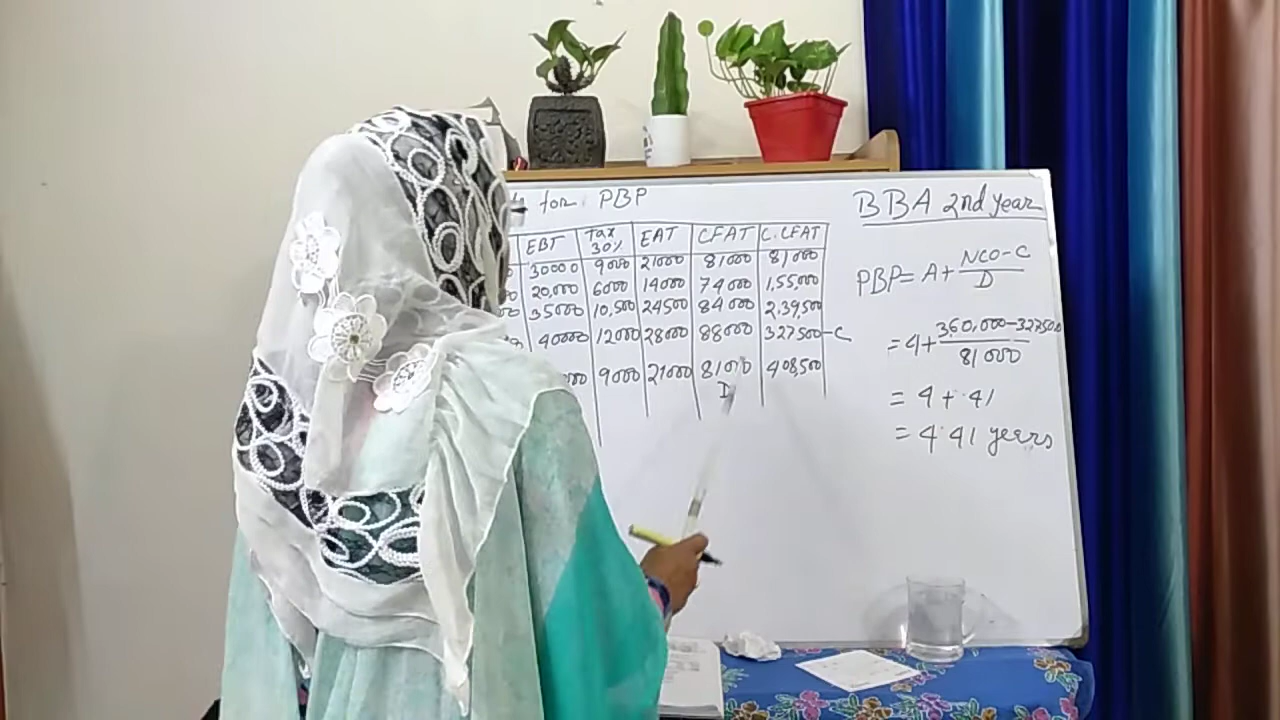 for PBP
BBA 2nd Year
EBT Tax 30% EAT CFAT C.CFAT
30000 9000 21000 81000 81000
20,000 6000 14000 74000 1,55,000
35000 10,500 24500 84000 2,39,500
40000 12000 28000 88000 327500-C
9000 21000 81000 408,500
D
PBP= A+ NCO-C
D
= 4+ 360,000-327500
81000
= 4 + .41
= 4.41 years